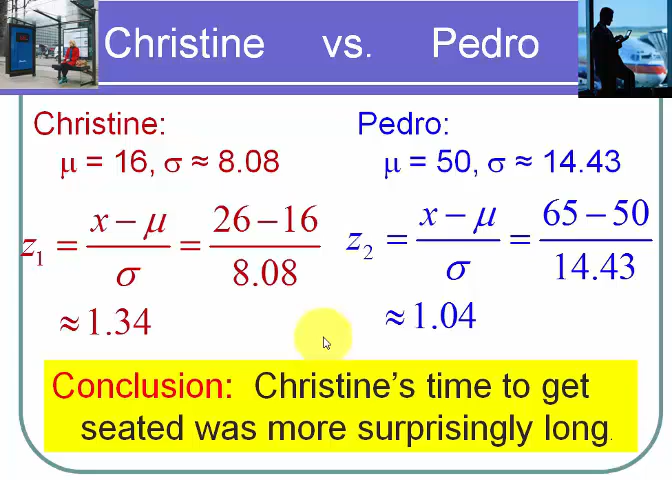 Christine vs. Pedro
Christine:
μ = 16, σ ≈ 8.08
z₁ = (x − μ)/σ = (26 − 16)/8.08
≈ 1.34
Pedro:
μ = 50, σ ≈ 14.43
z₂ = (x − μ)/σ = (65 − 50)/14.43
≈ 1.04
Conclusion: Christine's time to get
seated was more surprisingly long.